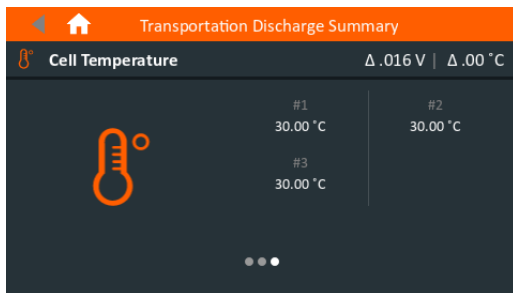 Transportation Discharge Summary
Cell Temperature Δ .016 V | Δ .00 ˚C
#1 #2
30.00 ˚C 30.00 ˚C
#3
30.00 ˚C